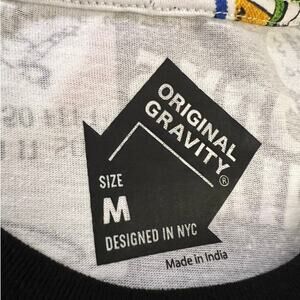 ORIGINAL
GRAVITY®
SIZE
M
DESIGNED IN NYC
Made in India